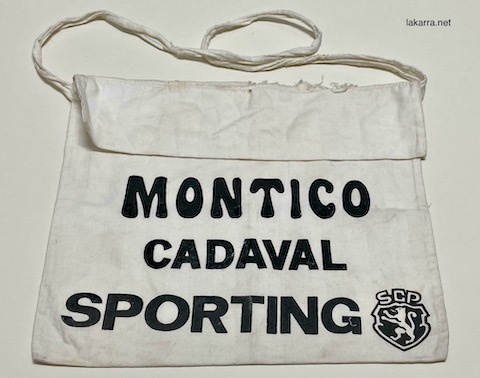 lakarra.net
MONTICO
CADAVAL
SPORTING
SCP